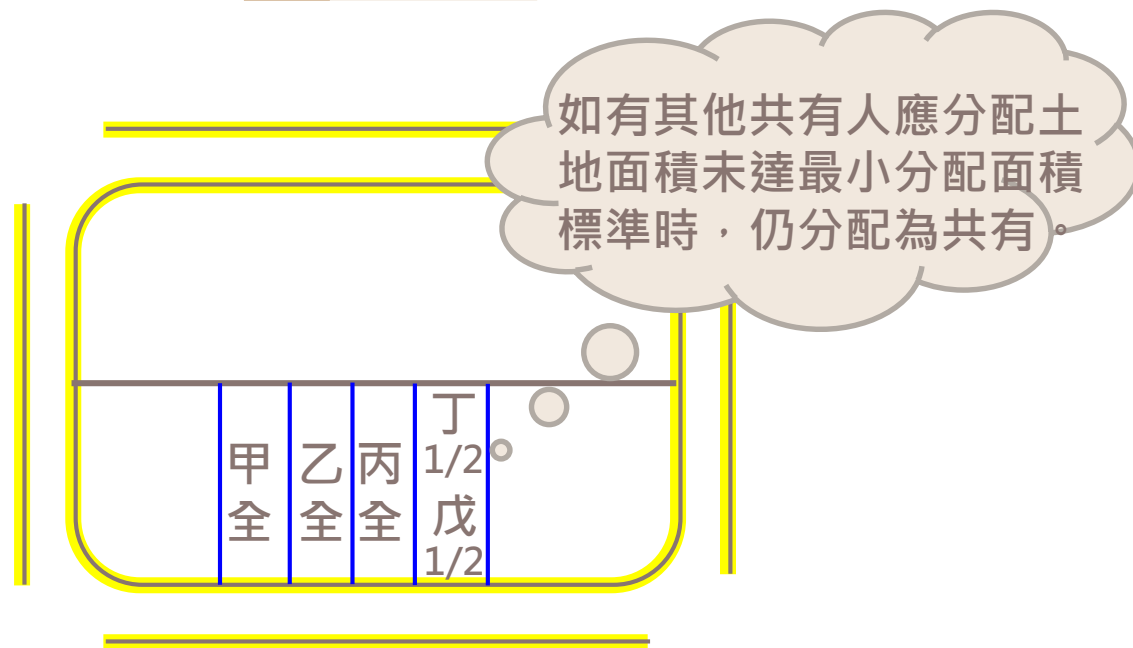 如有其他共有人應分配土
地面積未達最小分配面積
標準時，仍分配為共有。
甲
全
乙
全
丙
全
丁
1/2
戊
1/2